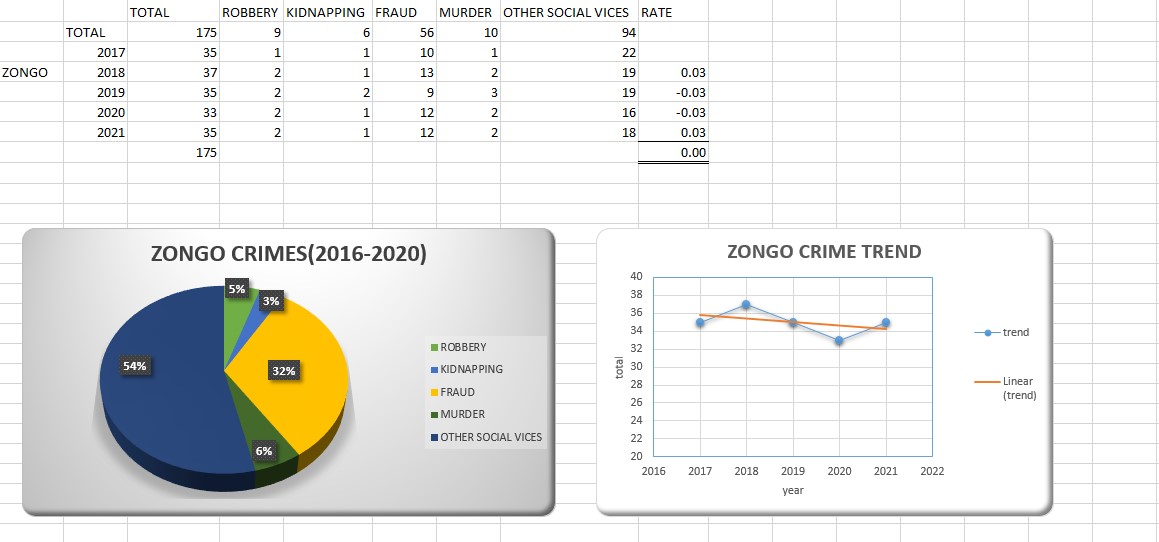 TOTAL ROBBERY KIDNAPPING FRAUD MURDER OTHER SOCIAL VICES RATE
TOTAL 175 9 6 56 10 94
2017 35 1 1 10 1 22
ZONGO 2018 37 2 1 13 2 19 0.03
2019 35 2 2 9 3 19 -0.03
2020 33 2 1 12 2 16 -0.03
2021 35 2 1 12 2 18 0.03
175 0.00
ZONGO CRIMES(2016-2020)
5%
3%
54%
32%
6%
ROBBERY
KIDNAPPING
FRAUD
MURDER
OTHER SOCIAL VICES
ZONGO CRIME TREND
40
38
36
34
32
30
28
26
24
22
20
total
2016 2017 2018 2019 2020 2021 2022
year
trend
Linear
(trend)